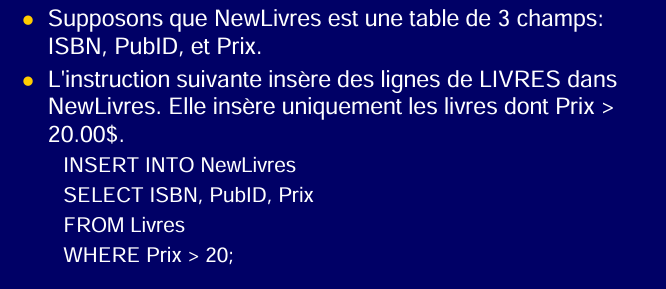 Supposons que NewLivres est une table de 3 champs:
ISBN, PubID, et Prix.
L'instruction suivante insère des lignes de LIVRES dans
NewLivres. Elle insère uniquement les livres dont Prix >
20.00$.
INSERT INTO NewLivres
SELECT ISBN, PubID, Prix
FROM Livres
WHERE Prix > 20;